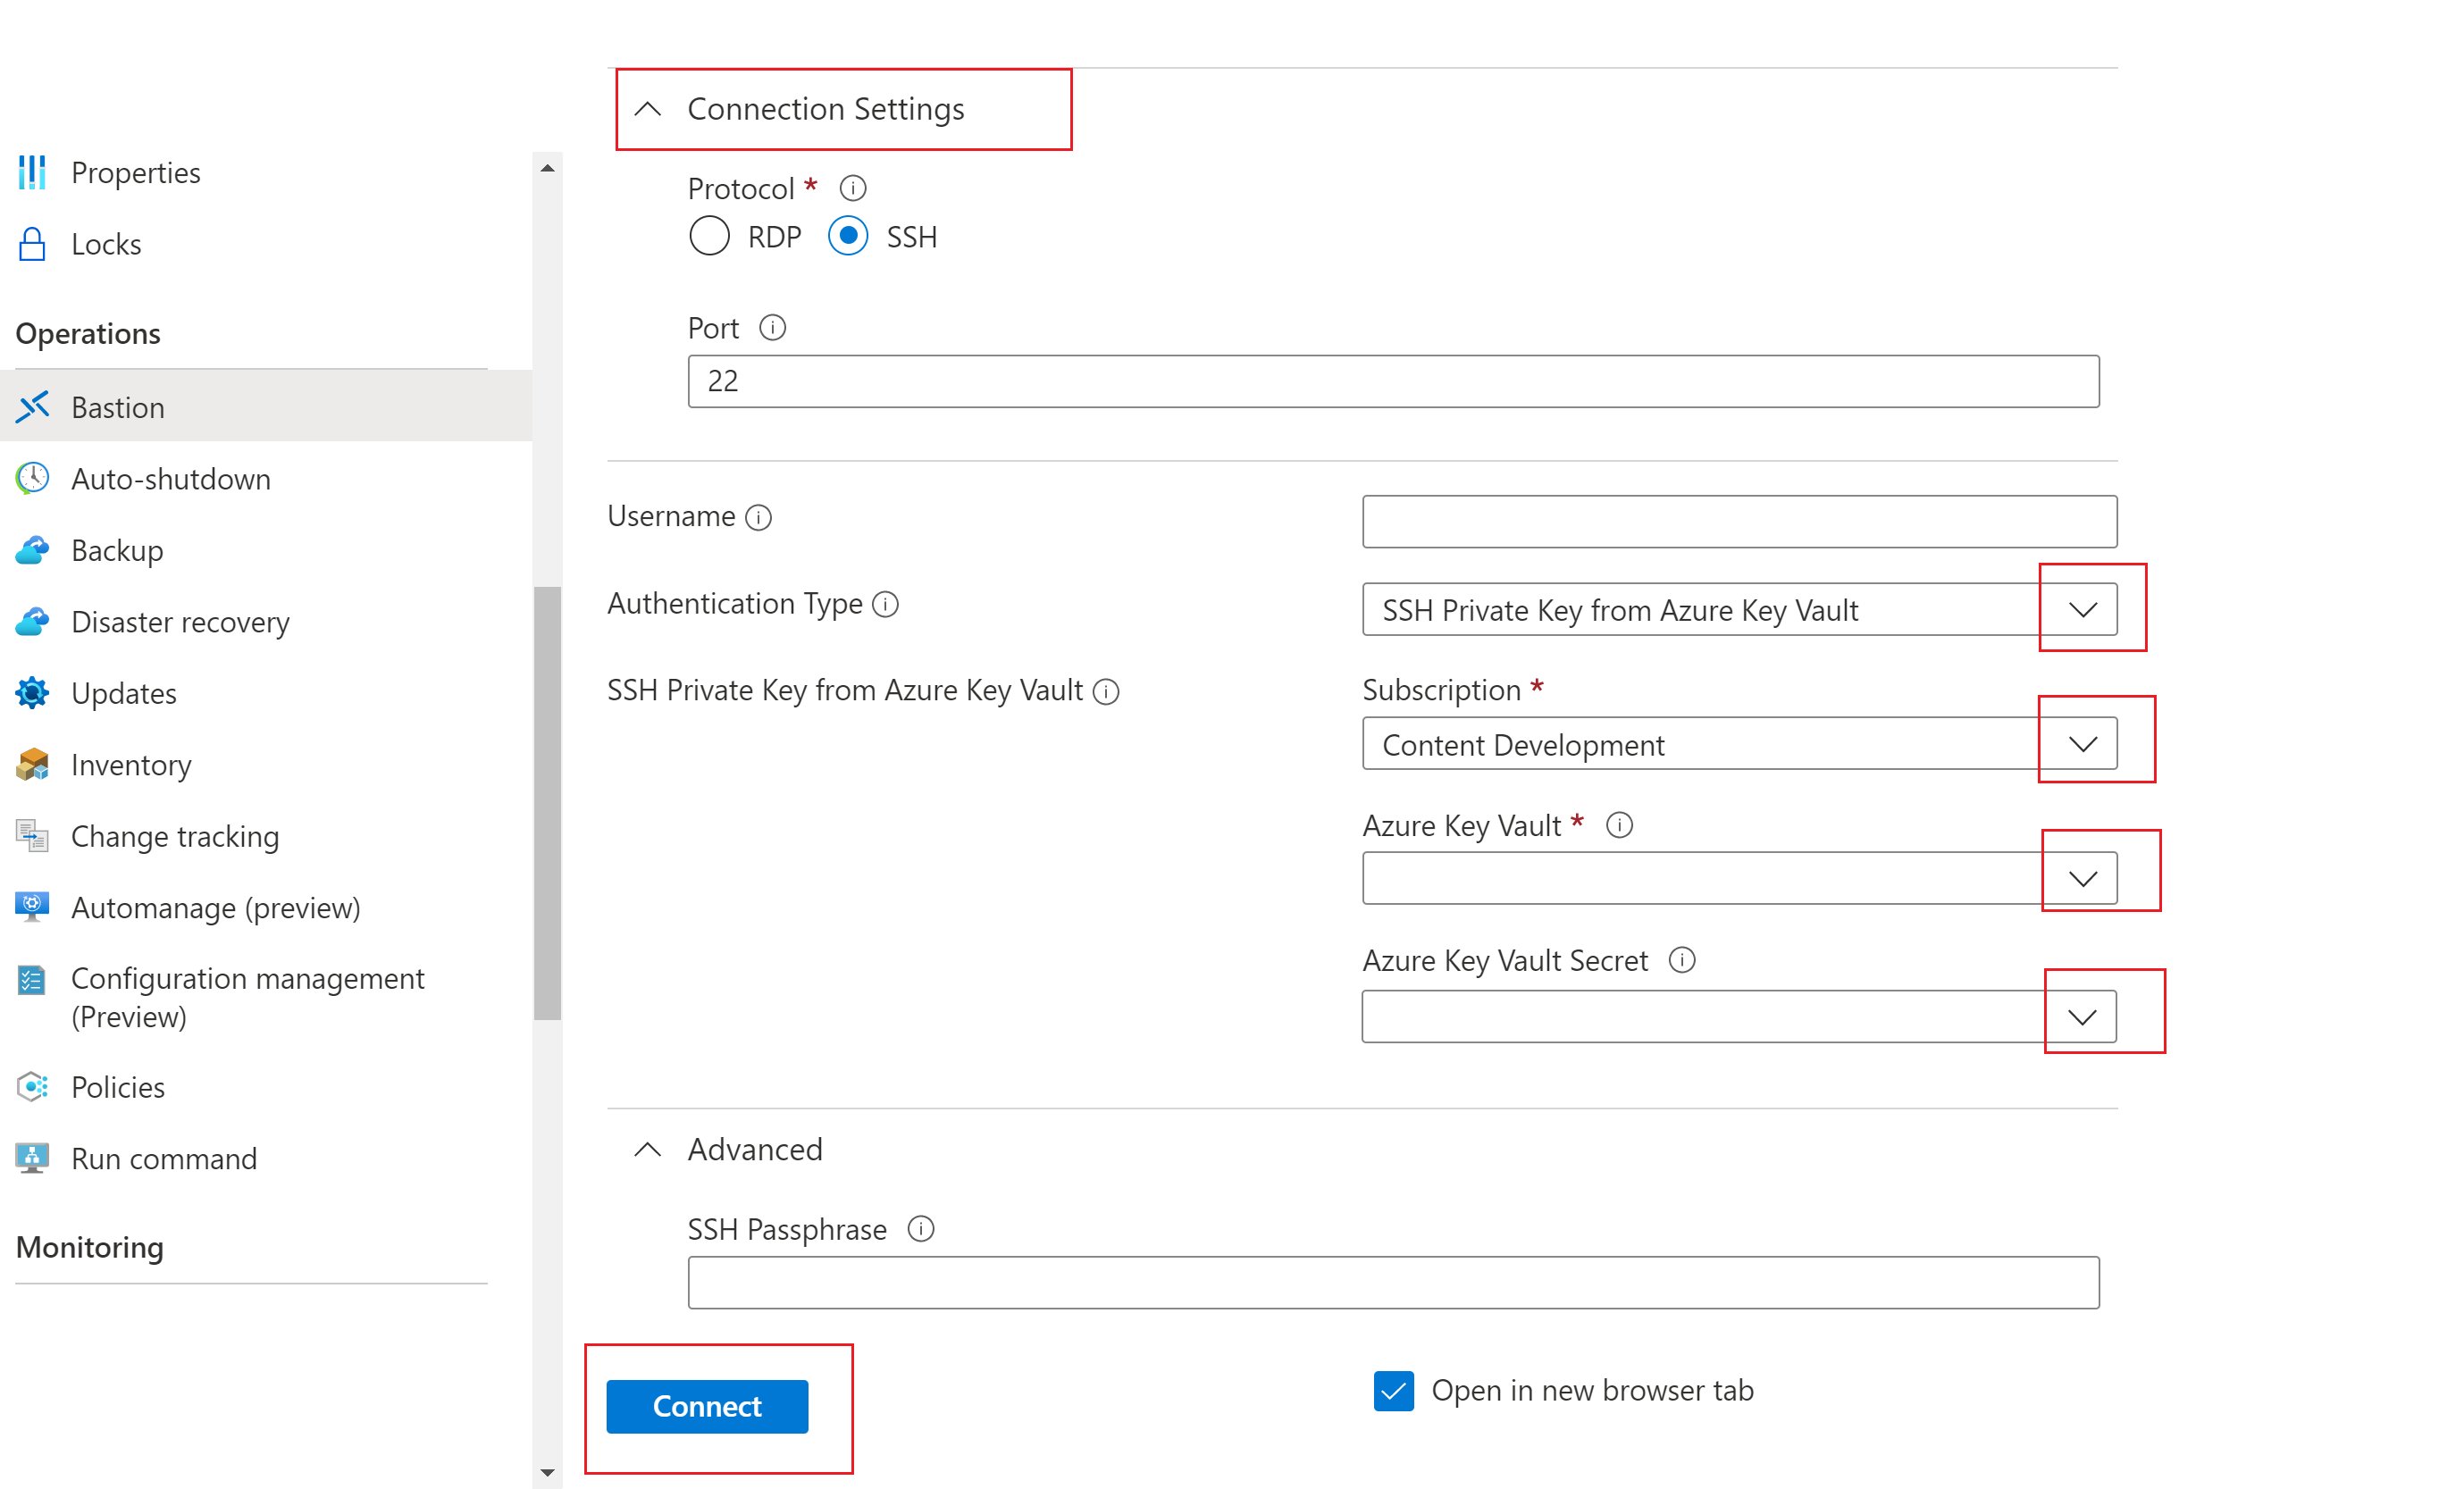 Properties
Locks
Operations
Bastion
Auto-shutdown
Backup
Disaster recovery
Updates
Inventory
Change tracking
Automanage (preview)
Configuration management
(Preview)
Policies
Run command
Monitoring
Connection Settings
Protocol *
RDP SSH
Port
22
Username
Authentication Type
SSH Private Key from Azure Key Vault
SSH Private Key from Azure Key Vault
Subscription *
Content Development
Azure Key Vault *
Azure Key Vault Secret
Advanced
SSH Passphrase
Connect
Open in new browser tab